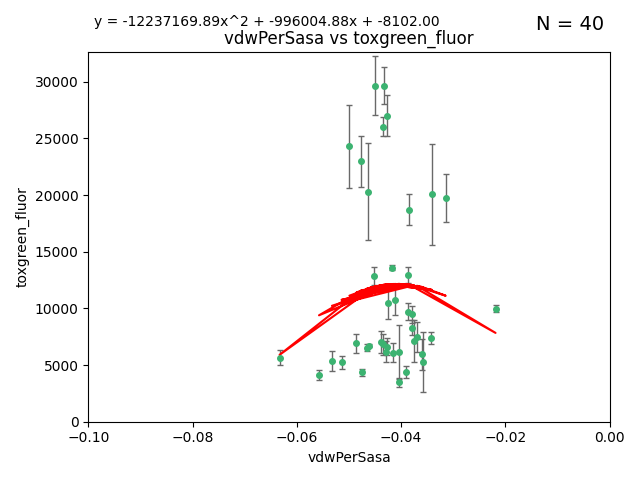 y = -12237169.89x^2 + -996004.88x + -8102.00
N = 40
vdwPerSasa vs toxgreen_fluor
toxgreen_fluor
30000
25000
20000
15000
10000
5000
0
−0.10
−0.08
−0.06
−0.04
−0.02
0.00
vdwPerSasa